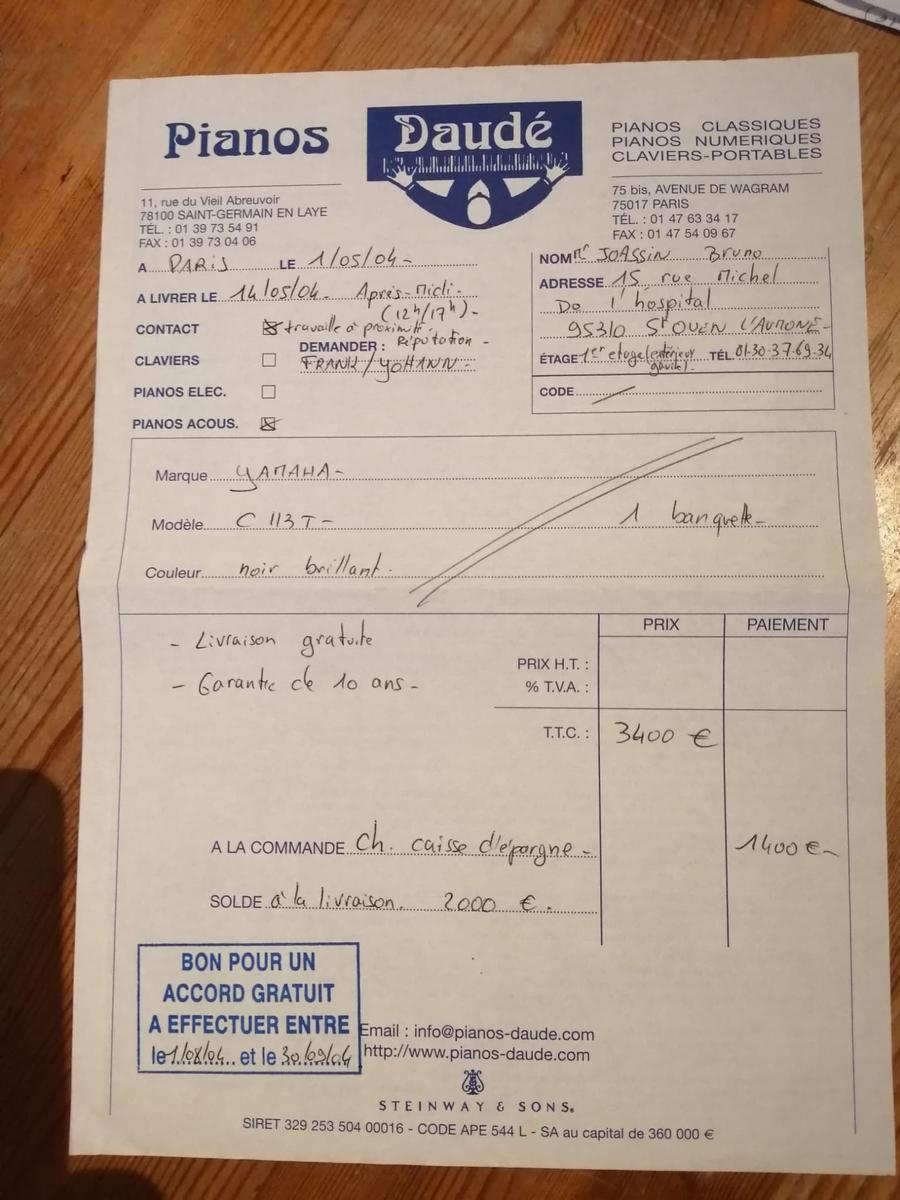 Pianos Daudé
PIANOS CLASSIQUES
PIANOS NUMERIQUES
CLAVIERS-PORTABLES
11, rue du Vieil Abreuvoir
78100 SAINT-GERMAIN EN LAYE
TÉL. : 01 39 73 54 91
FAX : 01 39 73 04 06
75 bis, AVENUE DE WAGRAM
75017 PARIS
TÉL. : 01 47 63 34 17
FAX : 01 47 54 09 67
A PARIS LE 1/05/04-
A LIVRER LE 14/05/04- Après-Midi.
(12h/17h)-
CONTACT travaille à proximité.
DEMANDER : Réputation -
FRANK/YOHANN-
CLAVIERS
PIANOS ELEC.
PIANOS ACOUS.
NOM Mr JOASSIN Bruno
ADRESSE 15, rue Michel
De l'hospital
95310 St OUEN L'AUMONE-
ÉTAGE 1er etage (extérieur TÉL. 01-30-37-69-34
CODE
Marque YAMAHA-
Modèle C 113 T- 1 banquette-
Couleur noir brillant.
- Livraison gratuite
- Garantie de 10 ans-
PRIX PAIEMENT
PRIX H.T. :
% T.V.A. :
T.T.C. : 3400 €
A LA COMMANDE Ch. caisse d'épargne- 1400 €-
SOLDE à la livraison. 2000 €.
BON POUR UN
ACCORD GRATUIT
A EFFECTUER ENTRE
le 1/08/04 et le 30/09/04
Email : info@pianos-daude.com
http://www.pianos-daude.com
STEINWAY & SONS
SIRET 329 253 504 00016 - CODE APE 544 L - SA au capital de 360 000 €